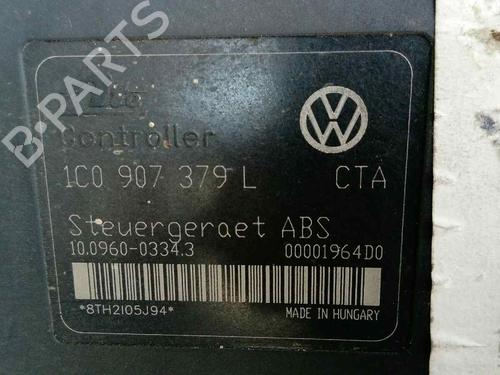 B-PARTS
Controller
1C0 907 379 L CTA
Steuergeraet ABS
10.0960-0334.3 00001964D0
*8TH2I05J94* MADE IN HUNGARY